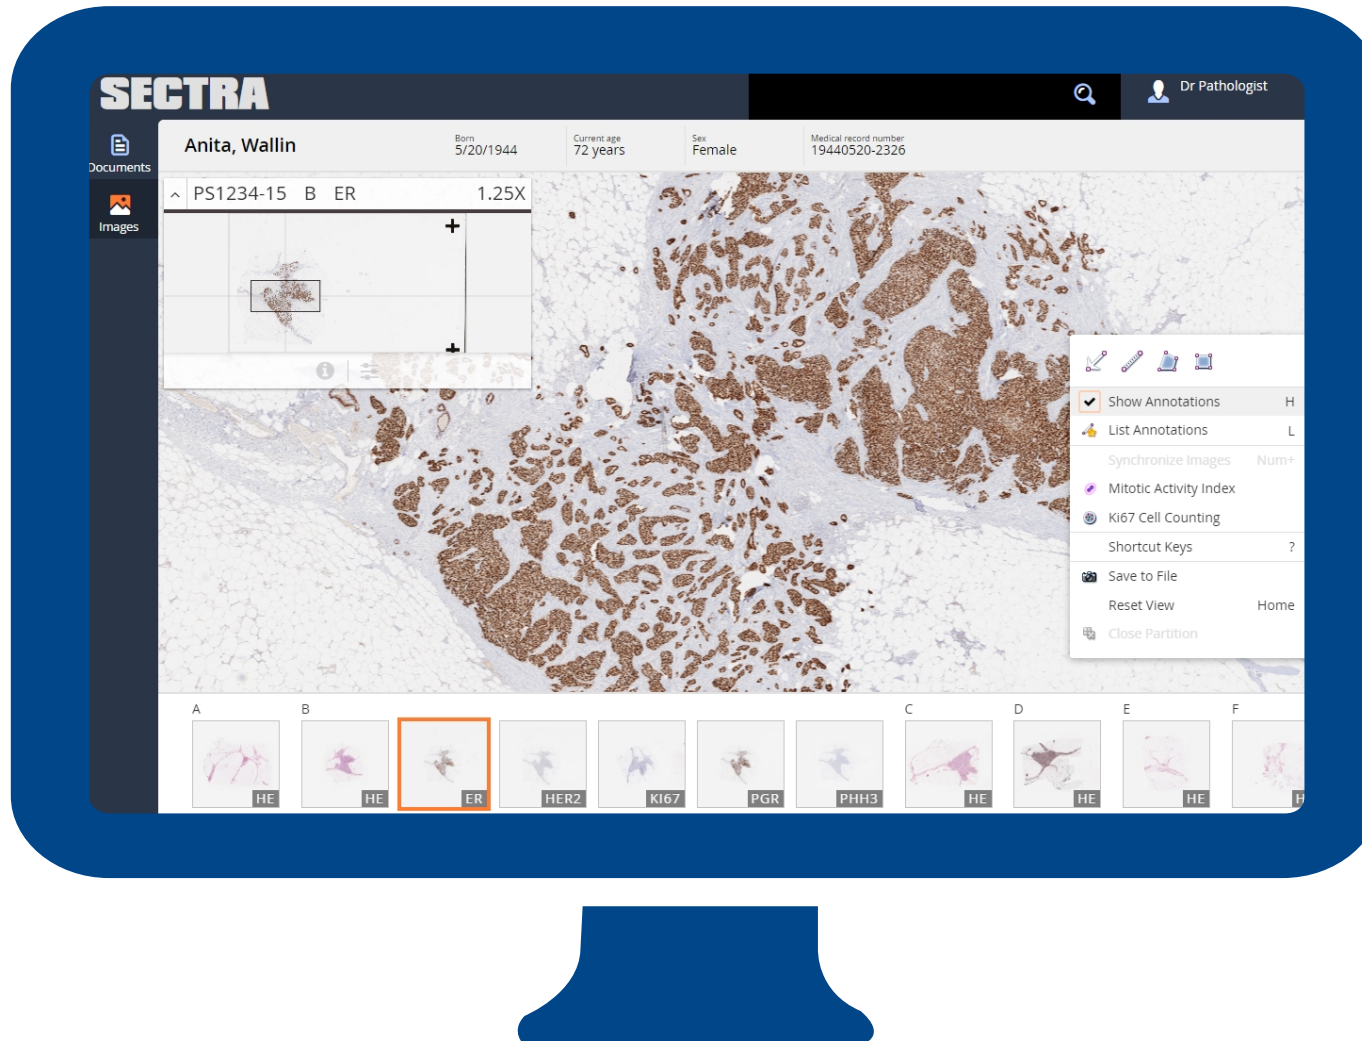 SECTRA
Dr Pathologist
Documents
Images
Anita, Wallin
Born
5/20/1944
Current age
72 years
Sex
Female
Medical record number
19440520-2326
PS1234-15 B ER 1.25X
Show Annotations H
List Annotations L
Synchronize Images Num+
Mitotic Activity Index
Ki67 Cell Counting
Shortcut Keys ?
Save to File
Reset View Home
Close Partition
A B C D E F
HE HE ER HER2 KI67 PGR PHH3 HE HE HE H